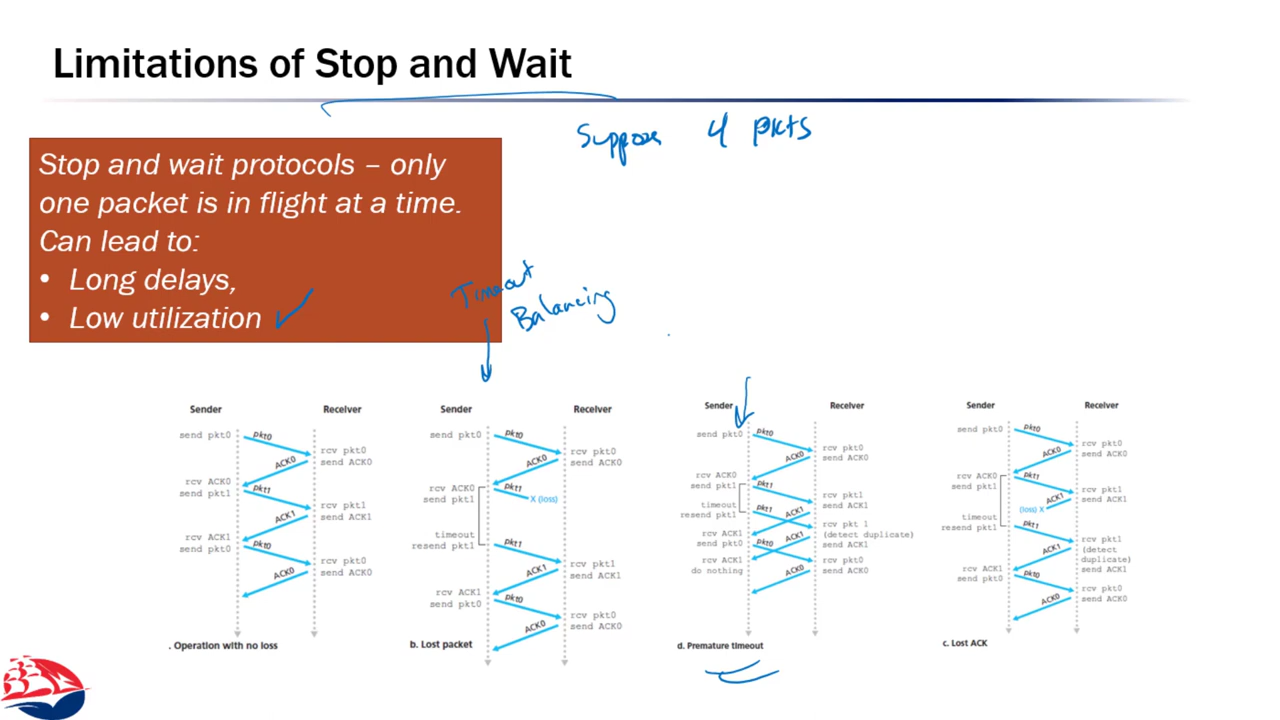 Limitations of Stop and Wait
Suppose 4 pkts
Stop and wait protocols – only
one packet is in flight at a time.
Can lead to:
• Long delays,
• Low utilization
Timeout
Balancing
Sender Receiver
send pkt0
pkt0
rcv pkt0
send ACK0
ACK0
rcv ACK0
send pkt1
pkt1
rcv pkt1
send ACK1
ACK1
rcv ACK1
send pkt0
pkt0
rcv pkt0
send ACK0
ACK0
. Operation with no loss
Sender Receiver
send pkt0
pkt0
rcv pkt0
send ACK0
ACK0
rcv ACK0
send pkt1
pkt1
X (loss)
timeout
resend pkt1
pkt1
rcv pkt1
send ACK1
ACK1
rcv ACK1
send pkt0
pkt0
rcv pkt0
send ACK0
ACK0
b. Lost packet
Sender Receiver
send pkt0
pkt0
rcv pkt0
send ACK0
ACK0
rcv ACK0
send pkt1
pkt1
rcv pkt1
send ACK1
timeout
resend pkt1
pkt1
ACK1
rcv pkt 1
(detect duplicate)
send ACK1
rcv ACK1
send pkt0
pkt0
ACK1
rcv ACK1
do nothing
rcv pkt0
send ACK0
ACK0
d. Premature timeout
Sender Receiver
send pkt0
pkt0
rcv pkt0
send ACK0
ACK0
rcv ACK0
send pkt1
pkt1
rcv pkt1
send ACK1
ACK1
(loss) X
timeout
resend pkt1
pkt1
rcv pkt1
(detect
duplicate)
send ACK1
ACK1
rcv ACK1
send pkt0
pkt0
rcv pkt0
send ACK0
ACK0
c. Lost ACK